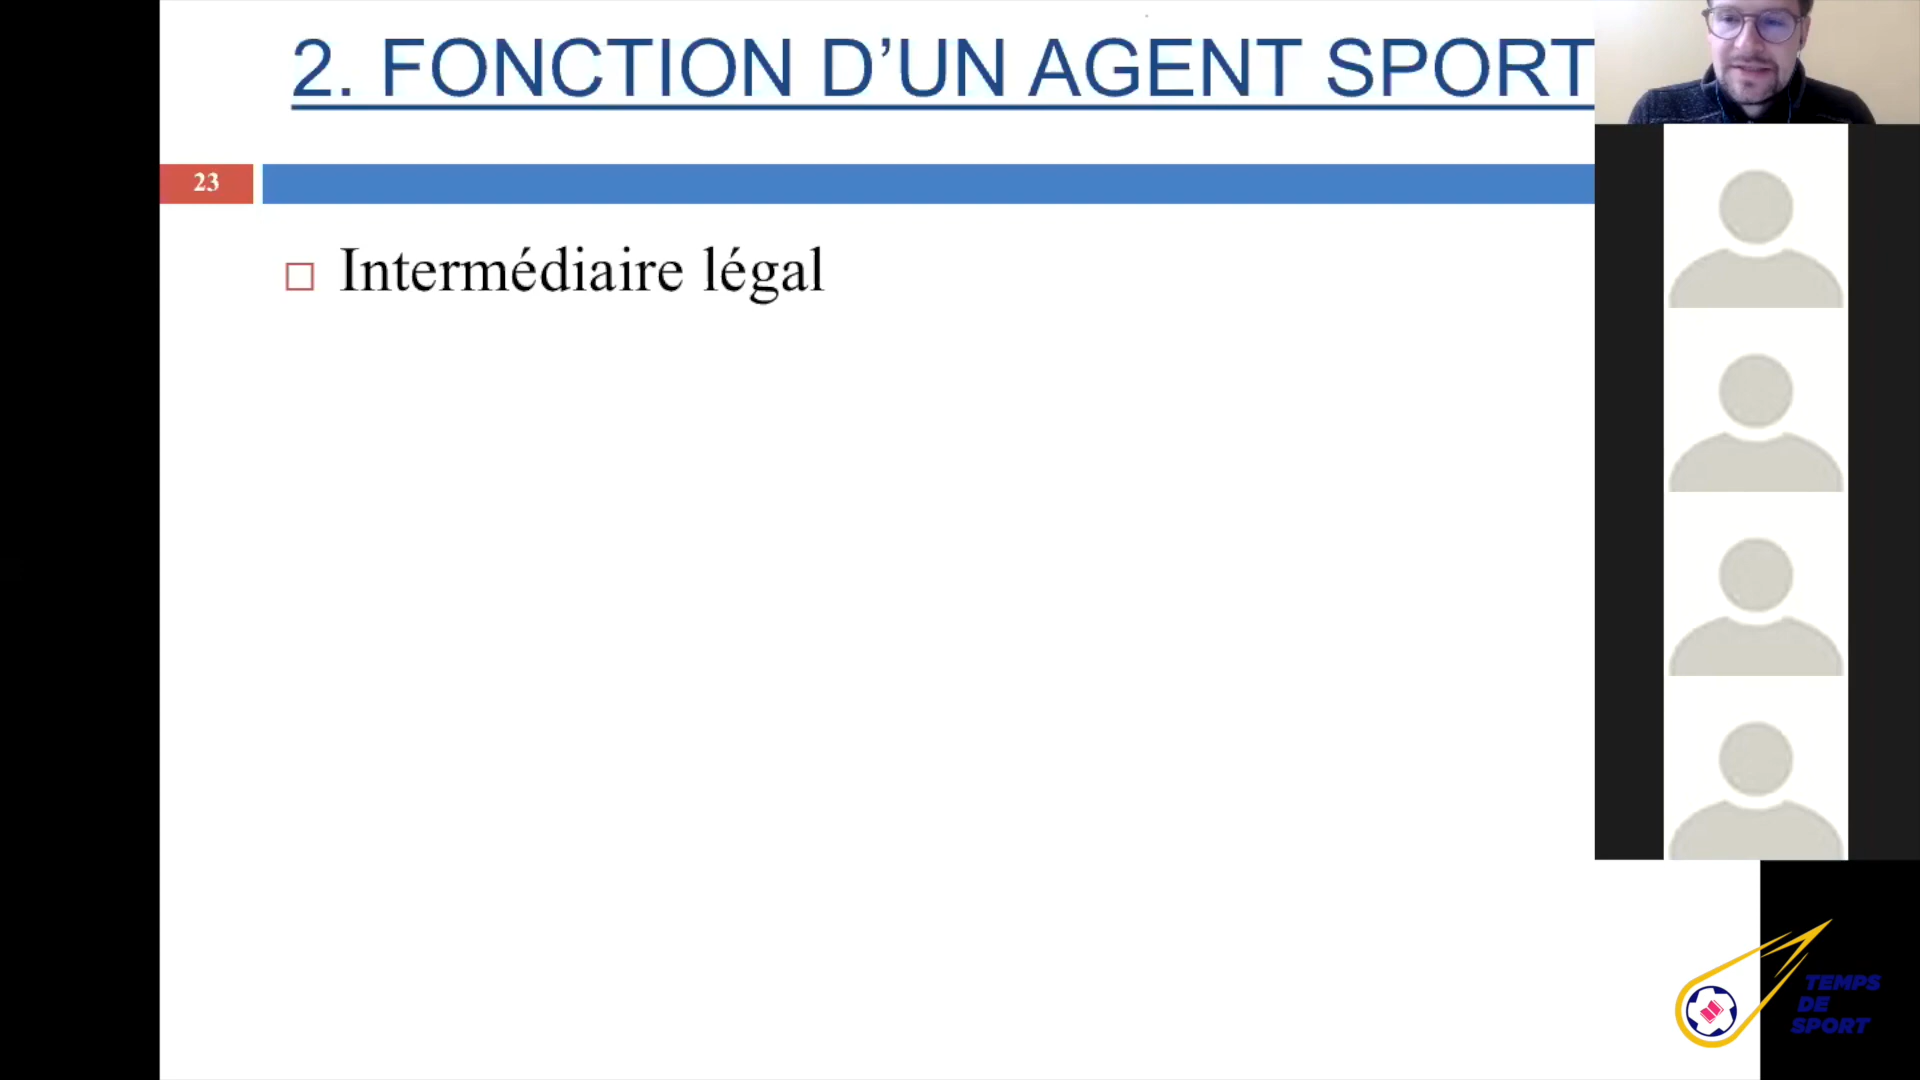 2. FONCTION D’UN AGENT SPORT
23
Intermédiaire légal
TEMPS
DE
SPORT